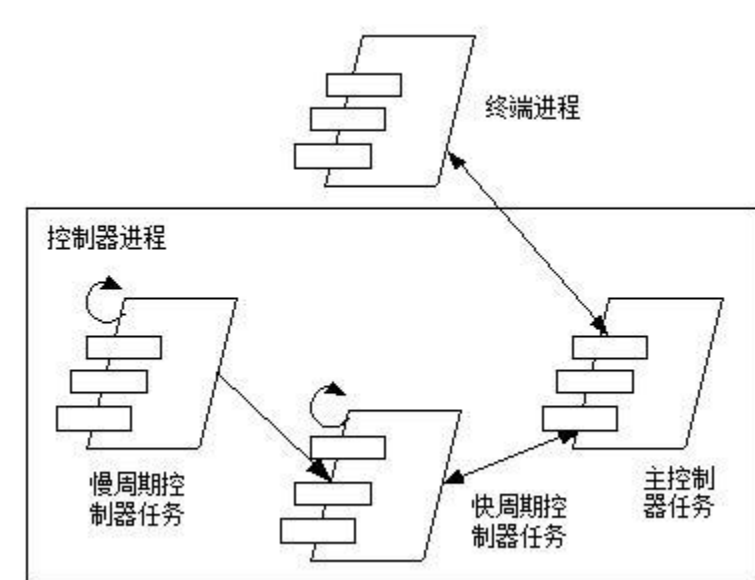 终端进程
控制器进程
慢周期控
制器任务
快周期控
制器任务
主控制
器任务